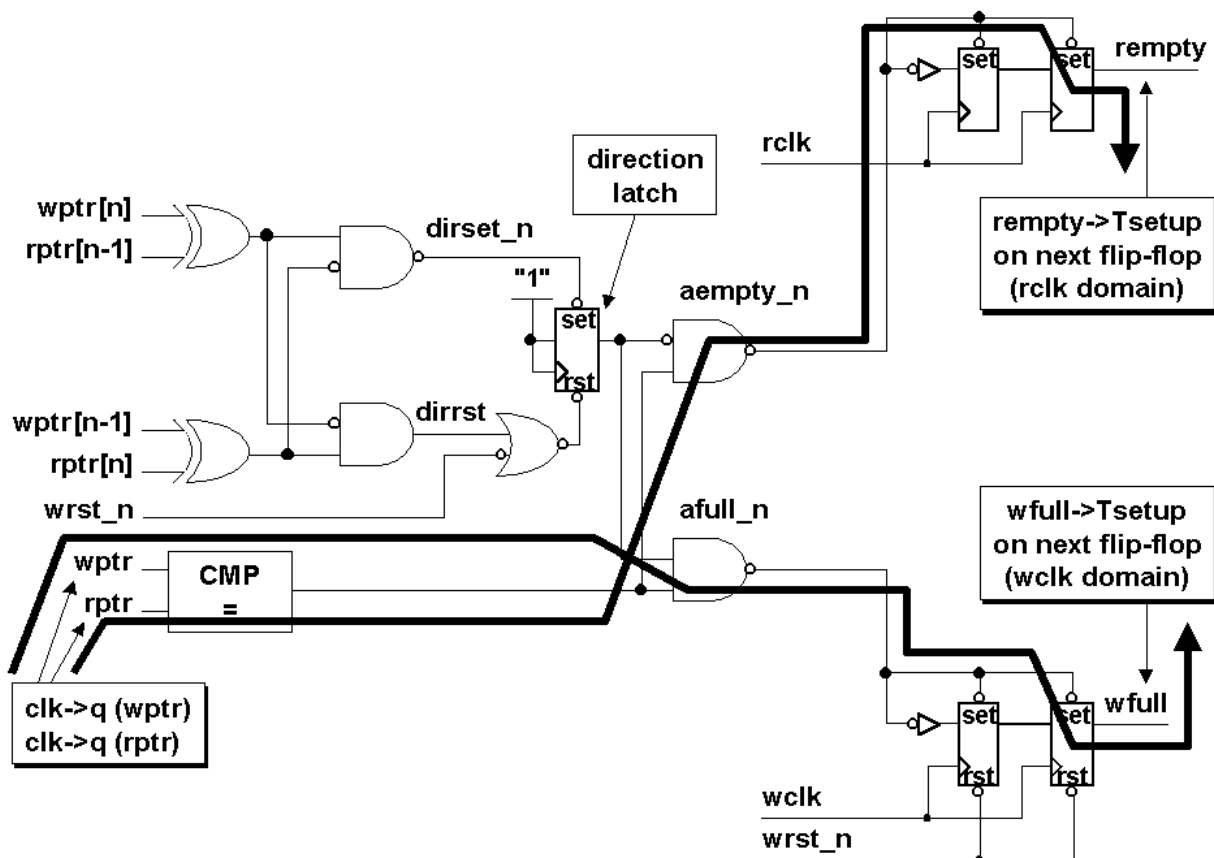 set
set
rempty
rclk
direction
latch
rempty->Tsetup
on next flip-flop
(rclk domain)
wptr[n]
rptr[n-1]
dirset_n
"1"
aempty_n
set
rst
wptr[n-1]
rptr[n]
dirrst
wrst_n
afull_n
wfull->Tsetup
on next flip-flop
(wclk domain)
wptr
rptr
CMP
=
clk->q (wptr)
clk->q (rptr)
set
set
wfull
rst
rst
wclk
wrst_n